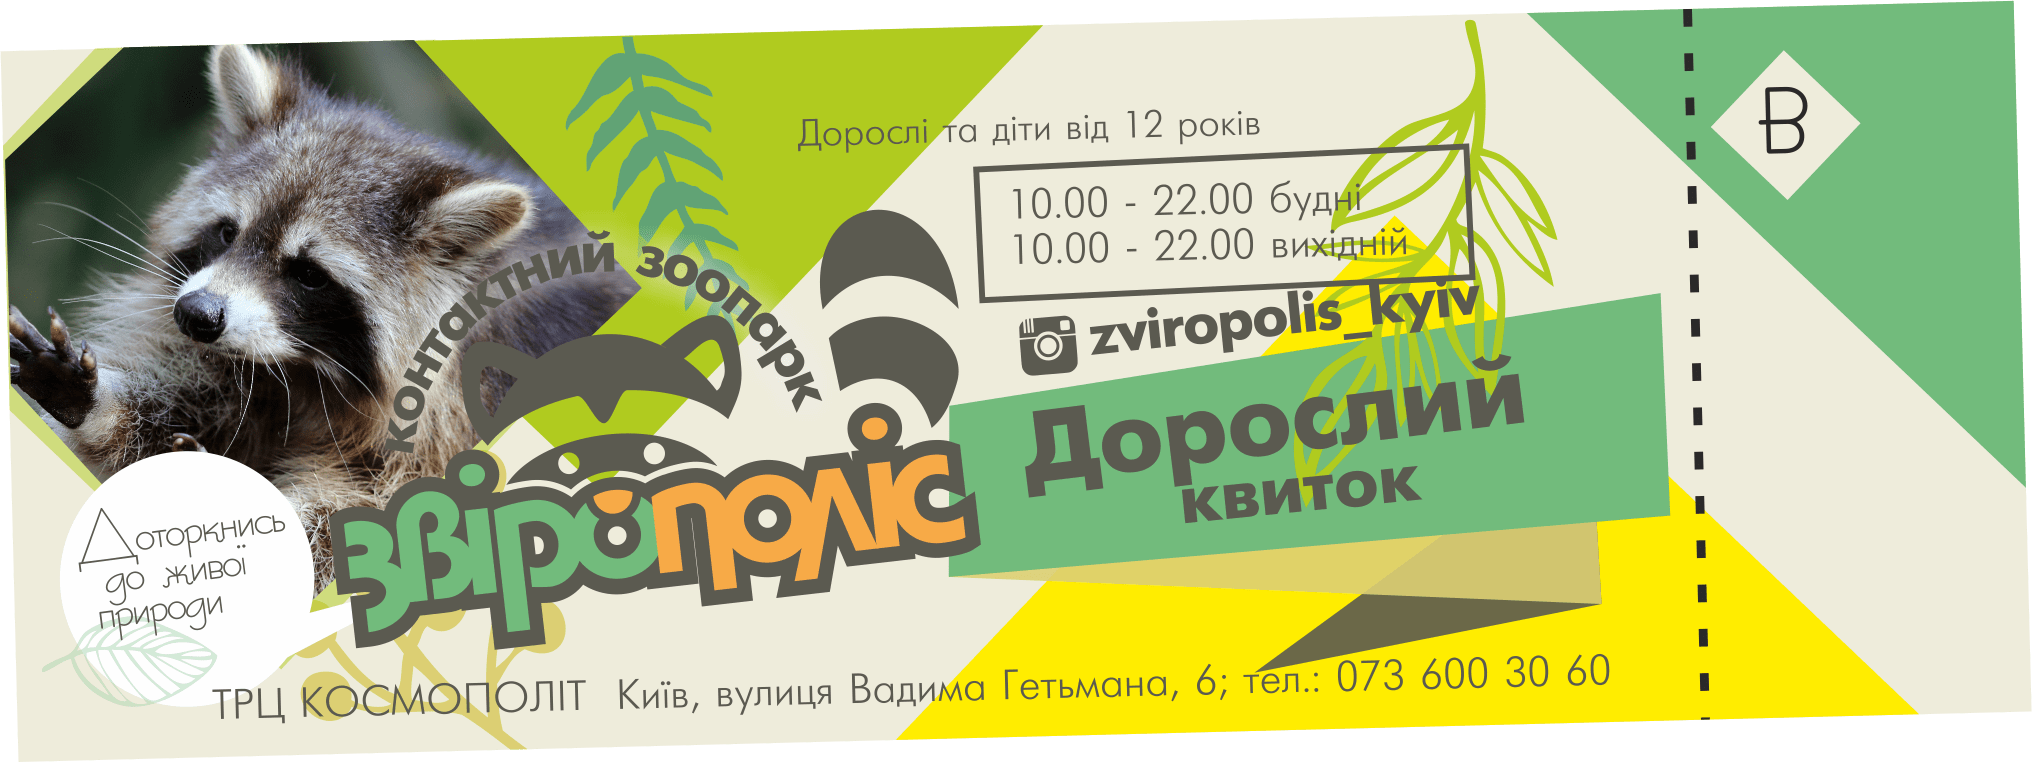 Дорослі та діти від 12 років
10.00 - 22.00 будні
10.00 - 22.00 вихідній
zviropolis_kyiv
Дорослий
квиток
В
контактний зоопарк
звірополіс
Доторкнись
до живої
природи
ТРЦ КОСМОПОЛІТ Київ, вулиця Вадима Гетьмана, 6; тел.: 073 600 30 60